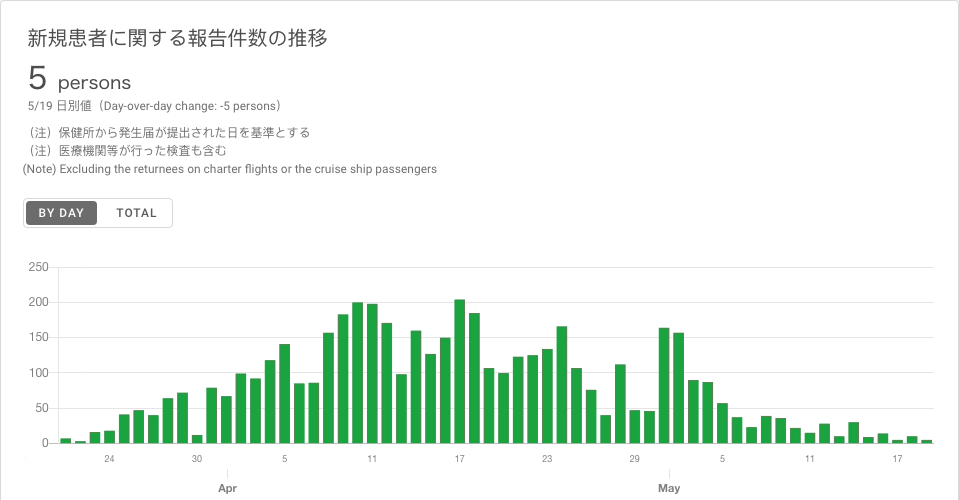 新規患者に関する報告件数の推移
5 persons
5/19 日別値（Day-over-day change: -5 persons）
（注）保健所から発生届が提出された日を基準とする
（注）医療機関等が行った検査も含む
(Note) Excluding the returnees on charter flights or the cruise ship passengers
BY DAY TOTAL
250
200
150
100
50
0
24 30 5 11 17 23 29 5 11 17
Apr May